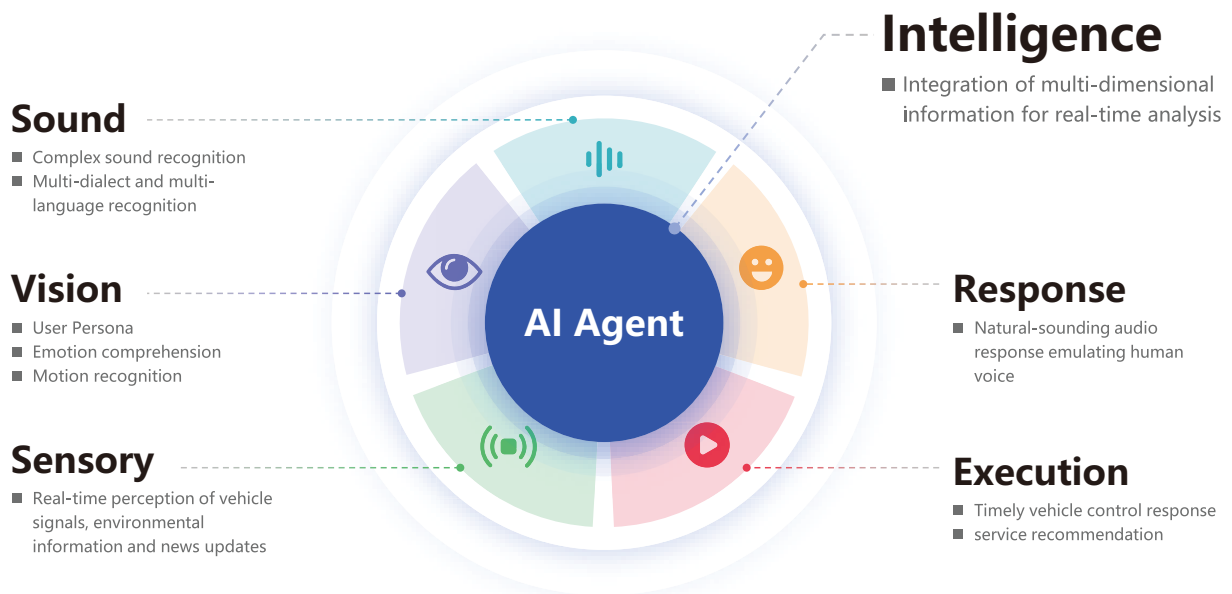 Intelligence
■ Integration of multi-dimensional
information for real-time analysis
Sound
■ Complex sound recognition
■ Multi-dialect and multi-
language recognition
Vision
■ User Persona
■ Emotion comprehension
■ Motion recognition
Sensory
■ Real-time perception of vehicle
signals, environmental
information and news updates
AI Agent
Response
■ Natural-sounding audio
response emulating human
voice
Execution
■ Timely vehicle control response
■ service recommendation